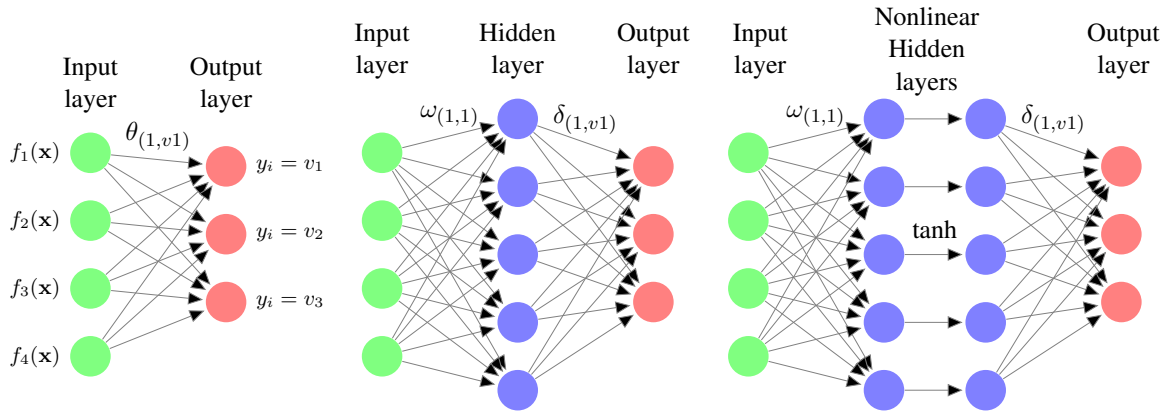 Input
layer
Output
layer
θ(1,v1)
f1(x)
f2(x)
f3(x)
f4(x)
yi = v1
yi = v2
yi = v3
Input
layer
Hidden
layer
Output
layer
ω(1,1)
δ(1,v1)
Input
layer
Nonlinear
Hidden
layers
Output
layer
ω(1,1)
δ(1,v1)
tanh